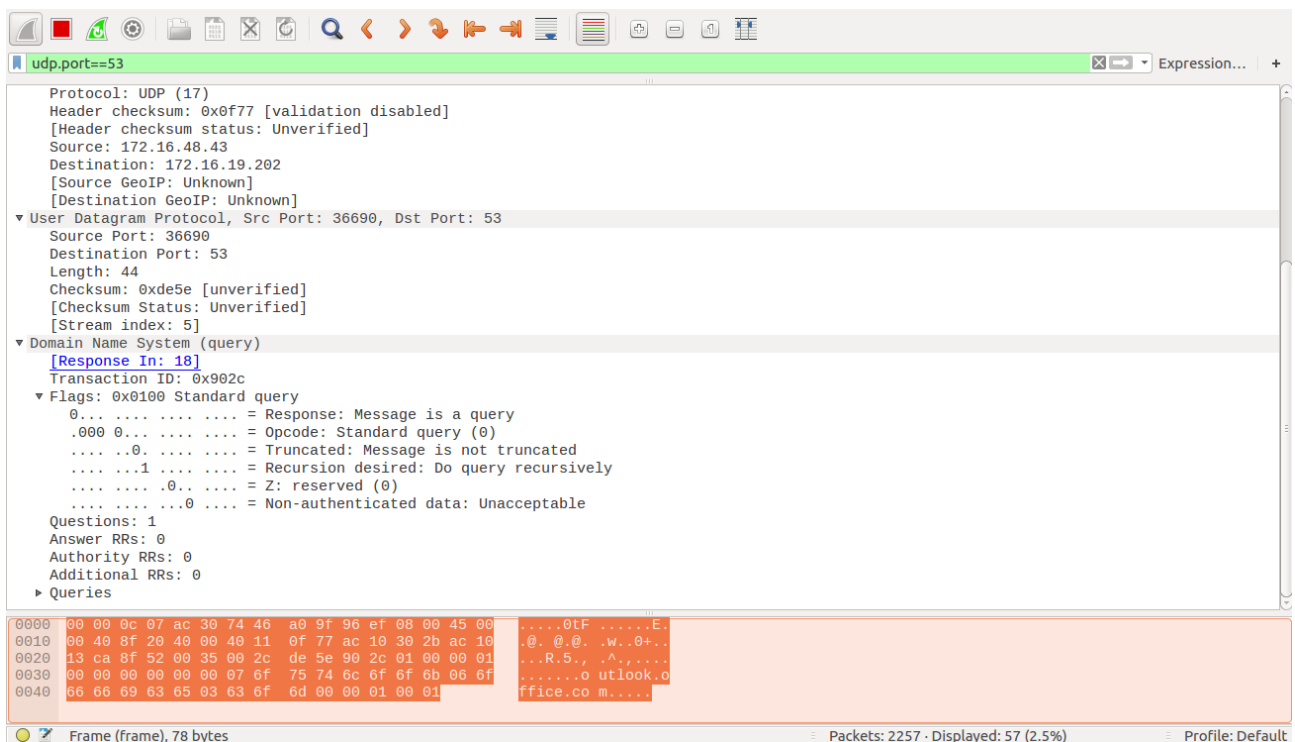 udp.port==53 Expression... +
Protocol: UDP (17)
Header checksum: 0x0f77 [validation disabled]
[Header checksum status: Unverified]
Source: 172.16.48.43
Destination: 172.16.19.202
[Source GeoIP: Unknown]
[Destination GeoIP: Unknown]
User Datagram Protocol, Src Port: 36690, Dst Port: 53
Source Port: 36690
Destination Port: 53
Length: 44
Checksum: 0xde5e [unverified]
[Checksum Status: Unverified]
[Stream index: 5]
Domain Name System (query)
[Response In: 18]
Transaction ID: 0x902c
Flags: 0x0100 Standard query
0... .... .... .... = Response: Message is a query
.000 0... .... .... = Opcode: Standard query (0)
.... ..0. .... .... = Truncated: Message is not truncated
.... ...1 .... .... = Recursion desired: Do query recursively
.... .... .0.. .... = Z: reserved (0)
.... .... ...0 .... = Non-authenticated data: Unacceptable
Questions: 1
Answer RRs: 0
Authority RRs: 0
Additional RRs: 0
Queries
0000 00 00 0c 07 ac 30 74 46 a0 9f 96 ef 08 00 45 00 .....0tF ......E.
0010 00 40 8f 20 40 00 40 11 0f 77 ac 10 30 2b ac 10 .@. @.@. .w..0+..
0020 13 ca 8f 52 00 35 00 2c de 5e 90 2c 01 00 00 01 ...R.5., .^.,....
0030 00 00 00 00 00 00 07 6f 75 74 6c 6f 6f 6b 06 6f .......o utlook.o
0040 66 66 69 63 65 03 63 6f 6d 00 00 01 00 01 ffice.co m.....
Frame (frame), 78 bytes Packets: 2257 · Displayed: 57 (2.5%) Profile: Default